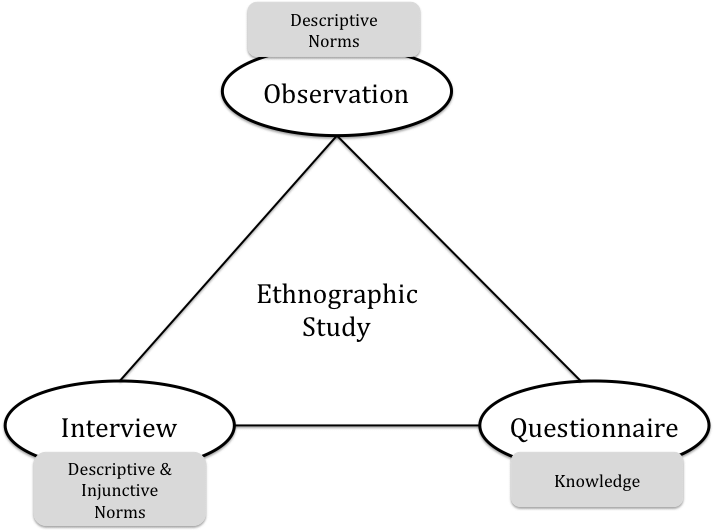 Descriptive
Norms
Observation
Ethnographic
Study
Interview
Descriptive &
Injunctive
Norms
Questionnaire
Knowledge